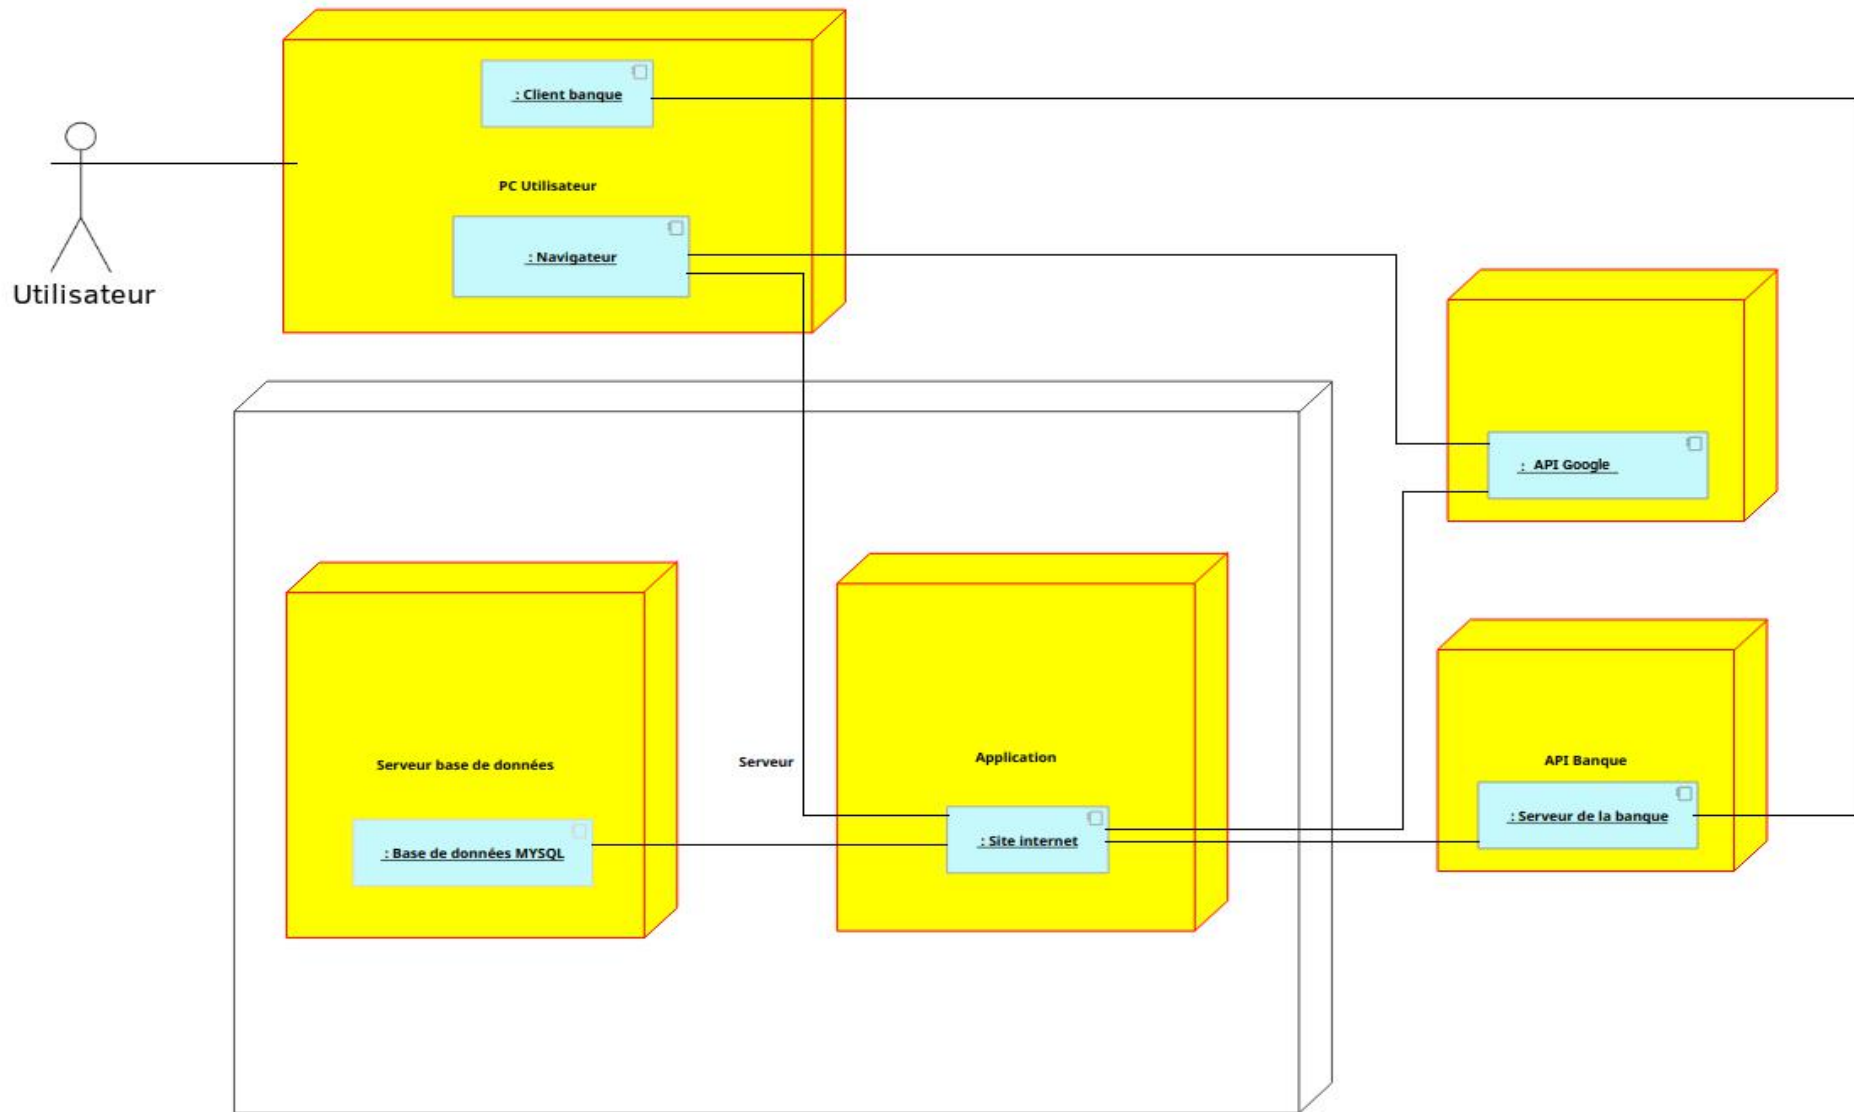 : Client banque
PC Utilisateur
: Navigateur
Utilisateur
: API Google
Serveur base de données
Serveur
Application
API Banque
: Base de données MYSQL
: Site internet
: Serveur de la banque